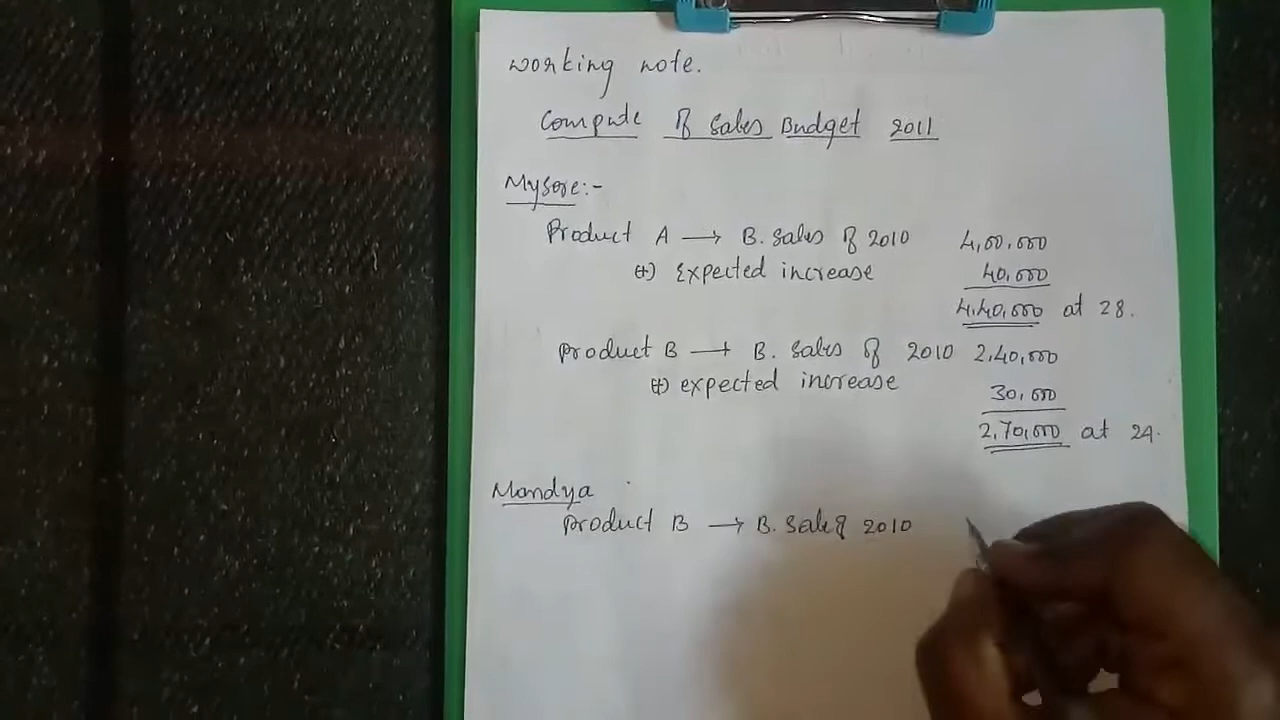 working note.
Compute of Sales Budget 2011
Mysore:-
Product A → B. Sales of 2010 4,00,000
(+) Expected increase 40,000
4,40,000 at 28.
Product B → B. Sales of 2010 2,40,000
(+) expected increase 30,000
2,70,000 at 24.
Mandya
Product B → B. Sale of 2010